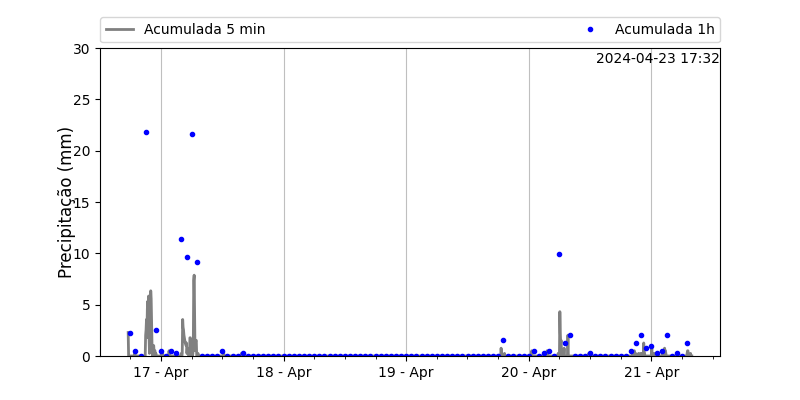 Acumulada 5 min
Acumulada 1h
2024-04-23 17:32
Precipitação (mm)
30
25
20
15
10
5
0
17 - Apr
18 - Apr
19 - Apr
20 - Apr
21 - Apr